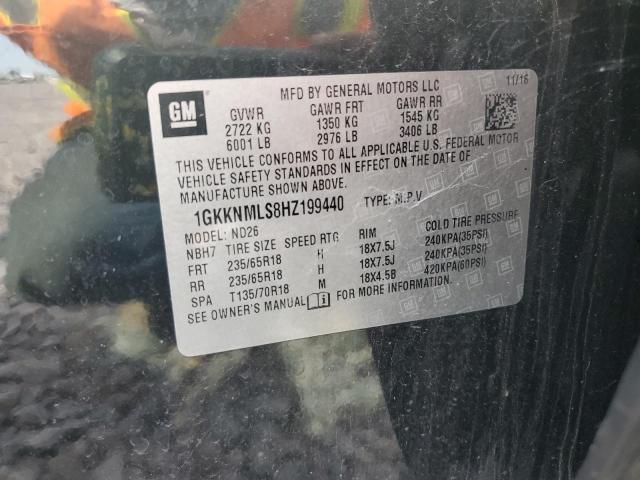 MFD BY GENERAL MOTORS LLC 11/16
GM
GVWR GAWR FRT GAWR RR
2722 KG 1350 KG 1545 KG
6001 LB 2976 LB 3406 LB
THIS VEHICLE CONFORMS TO ALL APPLICABLE U.S. FEDERAL MOTOR
VEHICLE SAFETY STANDARDS IN EFFECT ON THE DATE OF
MANUFACTURE SHOWN ABOVE.
1GKKNMLS8HZ199440 TYPE: M.P.V
MODEL: ND26
NBH7 TIRE SIZE SPEED RTG RIM COLD TIRE PRESSURE
FRT 235/65R18 H 18X7.5J 240KPA(35PSI)
RR 235/65R18 H 18X7.5J 240KPA(35PSI)
SPA T135/70R18 M 18X4.5B 420KPA(60PSI)
SEE OWNER'S MANUAL FOR MORE INFORMATION.